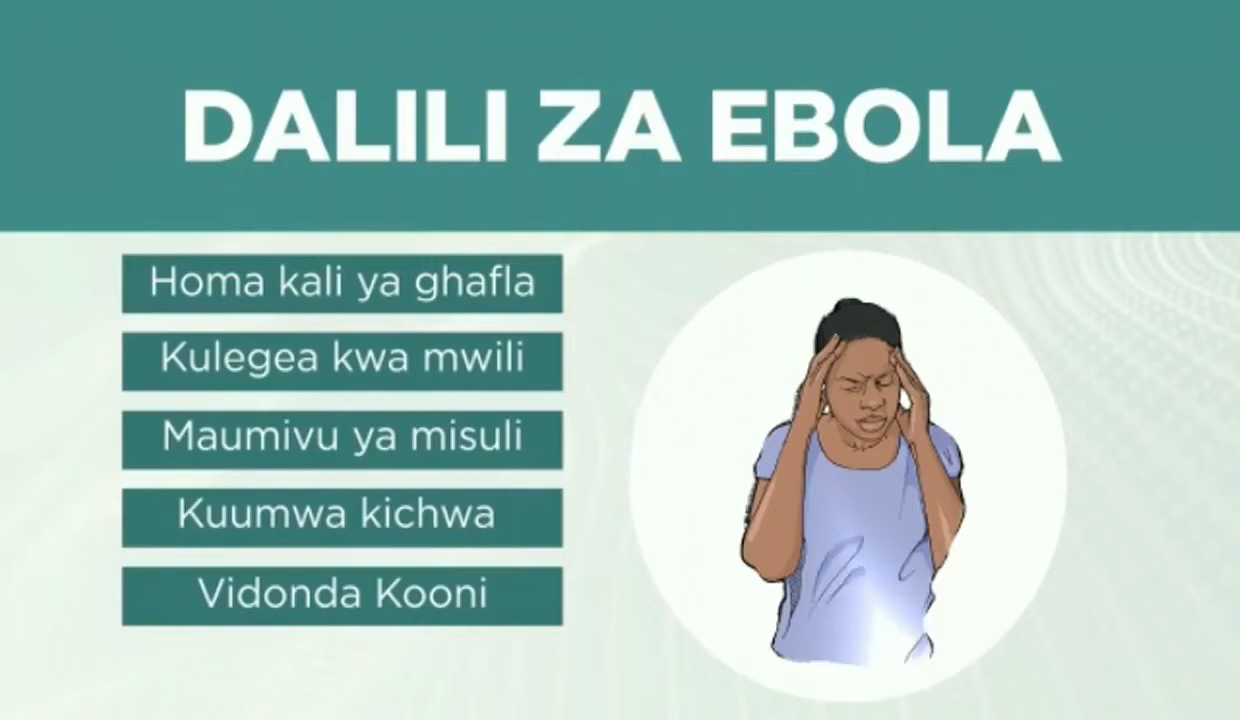 DALILI ZA EBOLA
Homa kali ya ghafla
Kulegea kwa mwili
Maumivu ya misuli
Kuumwa kichwa
Vidonda Kooni